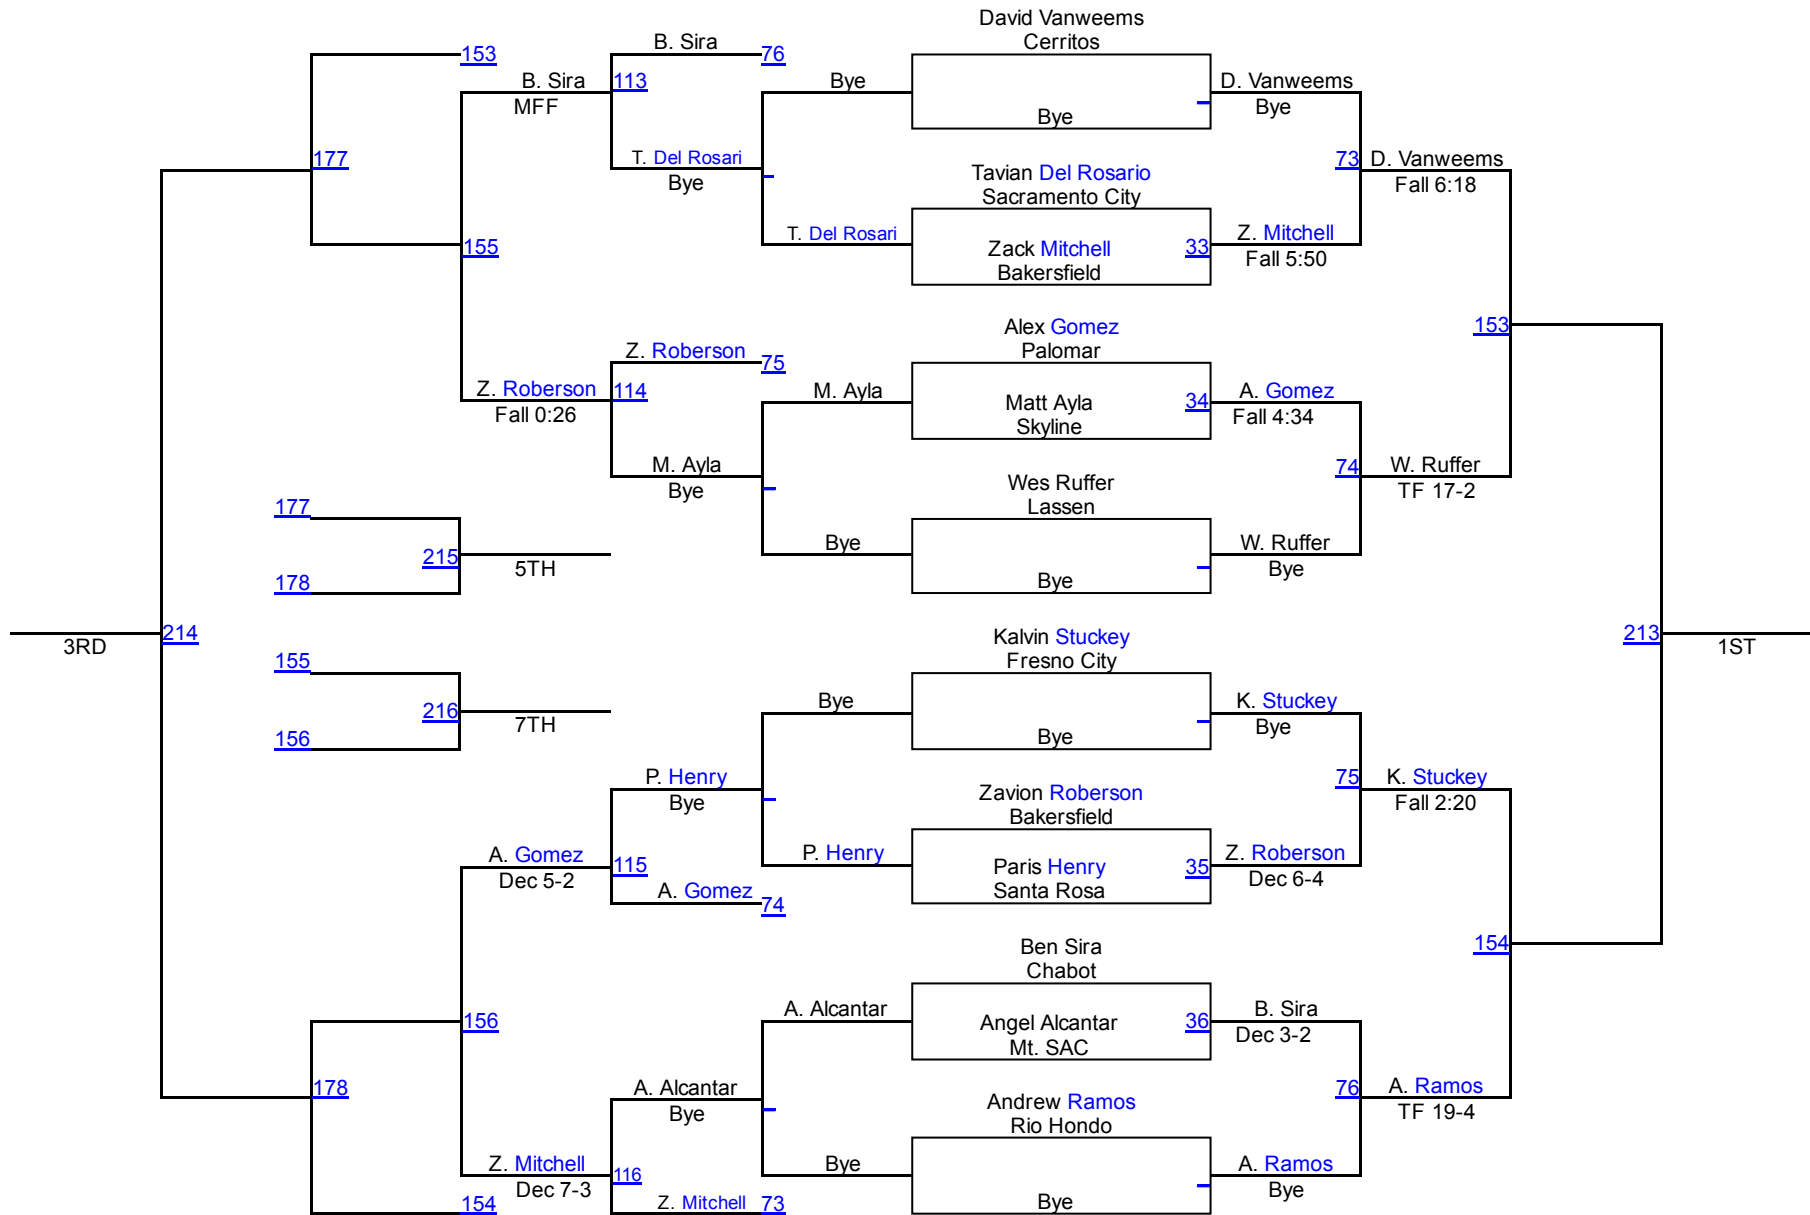 David Vanweems
Cerritos
B. Sira
153
76
B. Sira
113
MFF
Bye
D. Vanweems
Bye
Bye
177
T. Del Rosari
Bye
Tavian Del Rosario
Sacramento City
73
D. Vanweems
Fall 6:18
155
T. Del Rosari
Zack Mitchell
Bakersfield
33
Z. Mitchell
Fall 5:50
Alex Gomez
Palomar
153
Z. Roberson
75
Z. Roberson
114
Fall 0:26
M. Ayla
Matt Ayla
Skyline
34
A. Gomez
Fall 4:34
M. Ayla
Bye
74
W. Ruffer
TF 17-2
Wes Ruffer
Lassen
177
215
5TH
178
Bye
Bye
W. Ruffer
Bye
3RD
214
Kalvin Stuckey
Fresno City
213
1ST
155
216
7TH
156
Bye
Bye
K. Stuckey
Bye
P. Henry
Bye
Zavion Roberson
Bakersfield
75
K. Stuckey
Fall 2:20
A. Gomez
115
Dec 5-2
P. Henry
Paris Henry
Santa Rosa
35
Z. Roberson
Dec 6-4
A. Gomez
74
Ben Sira
Chabot
154
156
A. Alcantar
Angel Alcantar
Mt. SAC
36
B. Sira
Dec 3-2
178
A. Alcantar
Bye
Andrew Ramos
Rio Hondo
76
A. Ramos
TF 19-4
Z. Mitchell
116
Dec 7-3
Bye
Bye
A. Ramos
Bye
154
Z. Mitchell
73